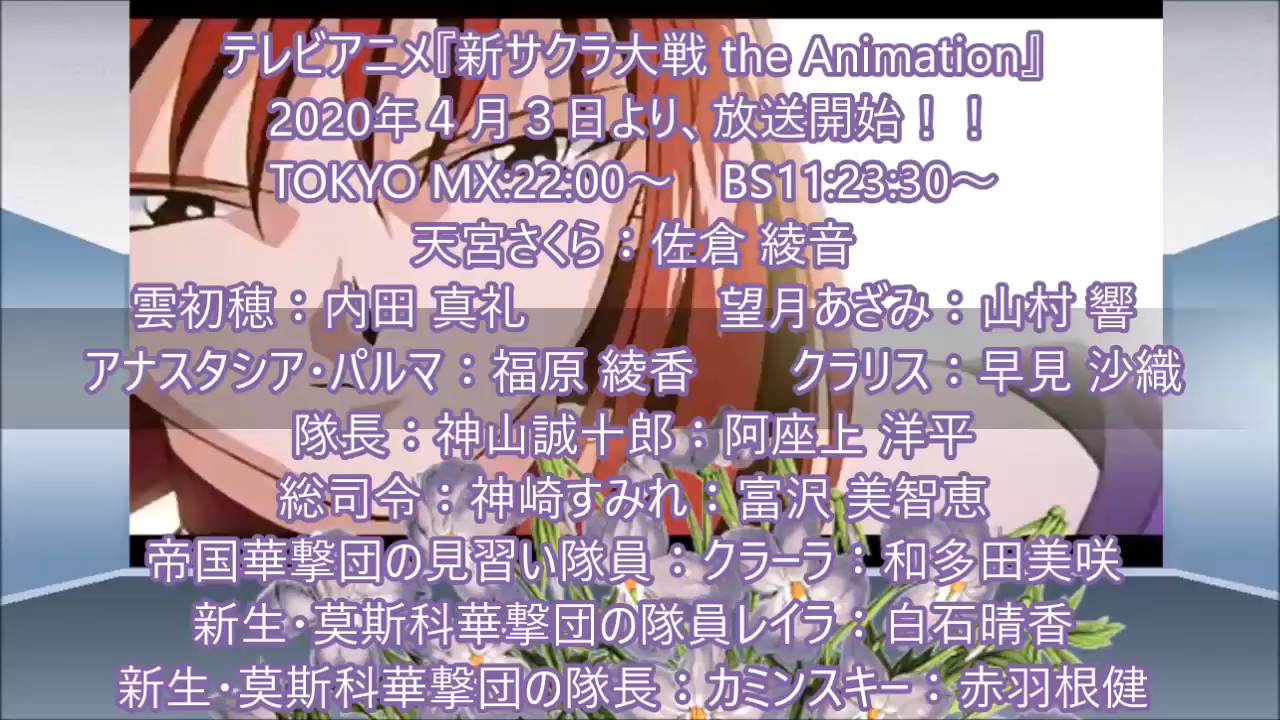 テレビアニメ『新サクラ大戦 the Animation』
2020年４月３日より、放送開始！！
TOKYO MX:22:00～　BS11:23:30～
天宮さくら：佐倉 綾音
雲初穂：内田 真礼　　　　望月あざみ：山村 響
アナスタシア・パルマ：福原 綾香　　クラリス：早見 沙織
隊長：神山誠十郎：阿座上 洋平
総司令：神崎すみれ：富沢 美智恵
帝国華撃団の見習い隊員：クラーラ：和多田美咲
新生・莫斯科華撃団の隊員レイラ：白石晴香
新生・莫斯科華撃団の隊長：カミンスキー：赤羽根健